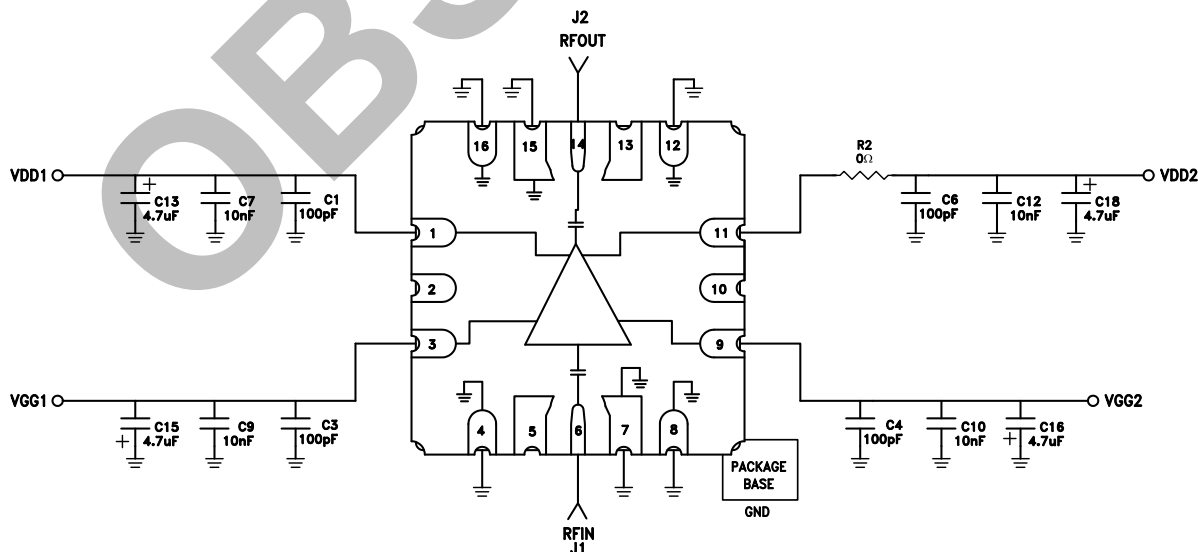 J2
RFOUT
16
15
14
13
12
R2
0Ω
VDD1
VDD2
C13
4.7uF
C7
10nF
C1
100pF
C6
100pF
C12
10nF
C18
4.7uF
1
11
2
10
3
9
VGG1
VGG2
C15
4.7uF
C9
10nF
C3
100pF
C4
100pF
C10
10nF
C16
4.7uF
4
5
6
7
8
PACKAGE
BASE
GND
RFIN
J1
OBS